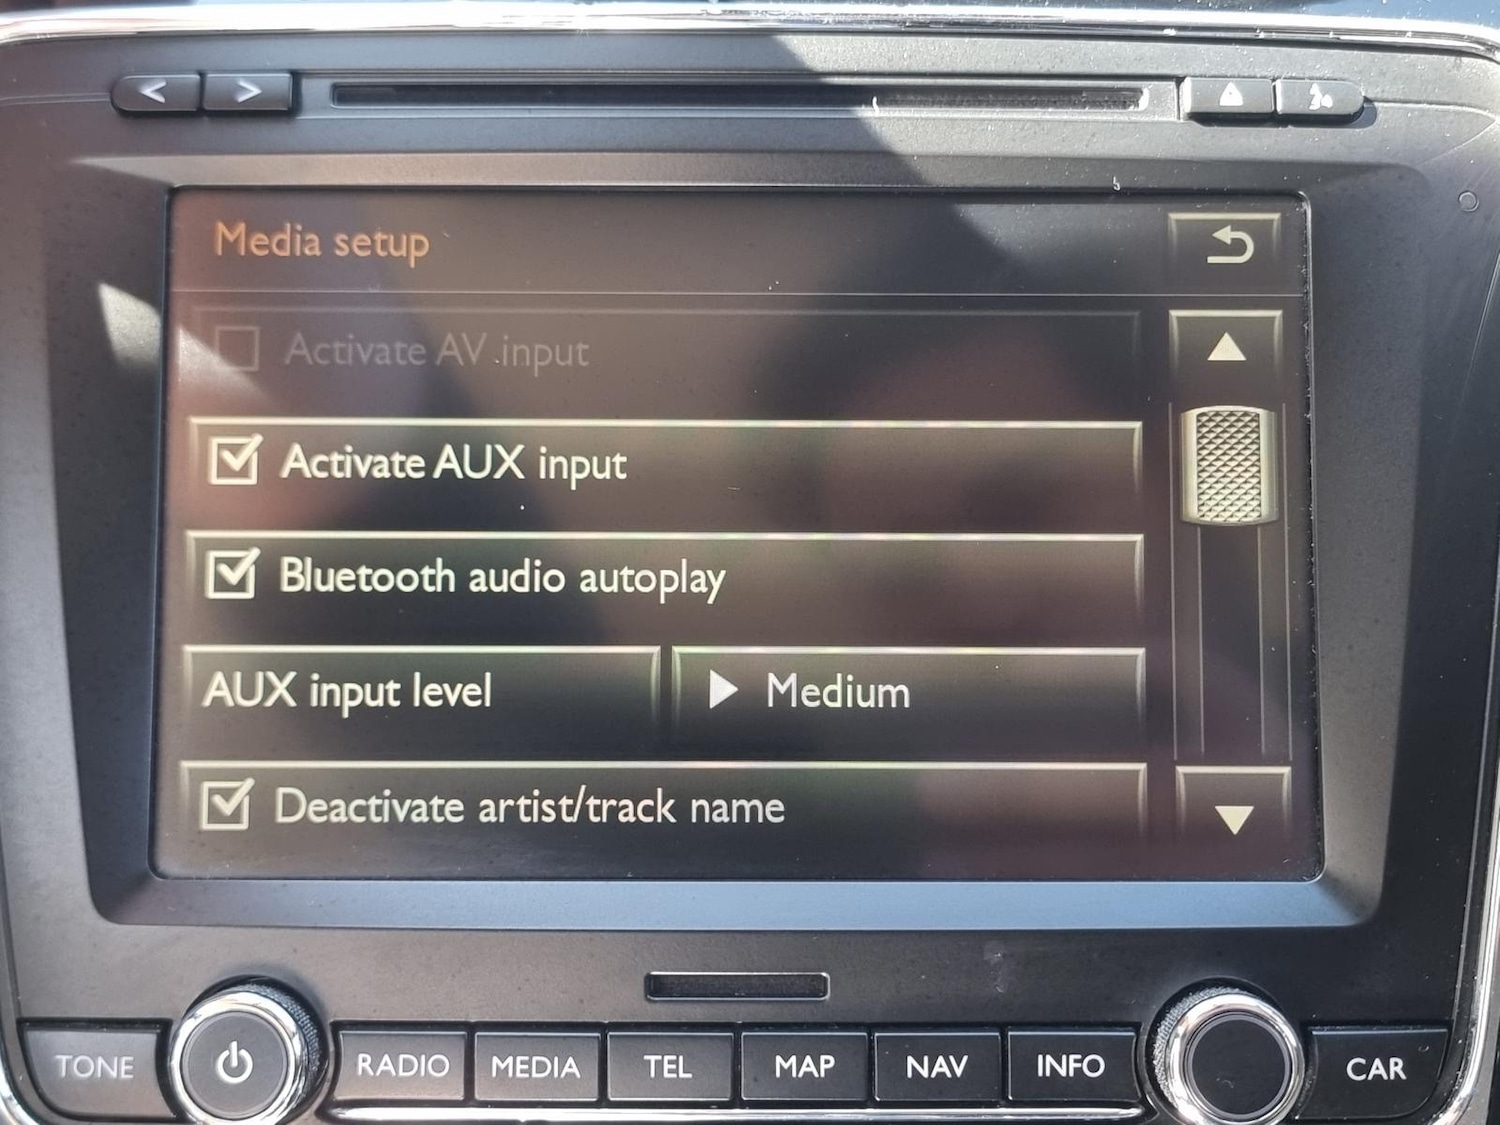 Media setup
Activate AV input
Activate AUX input
Bluetooth audio autoplay
AUX input level Medium
Deactivate artist/track name
TONE RADIO MEDIA TEL MAP NAV INFO CAR